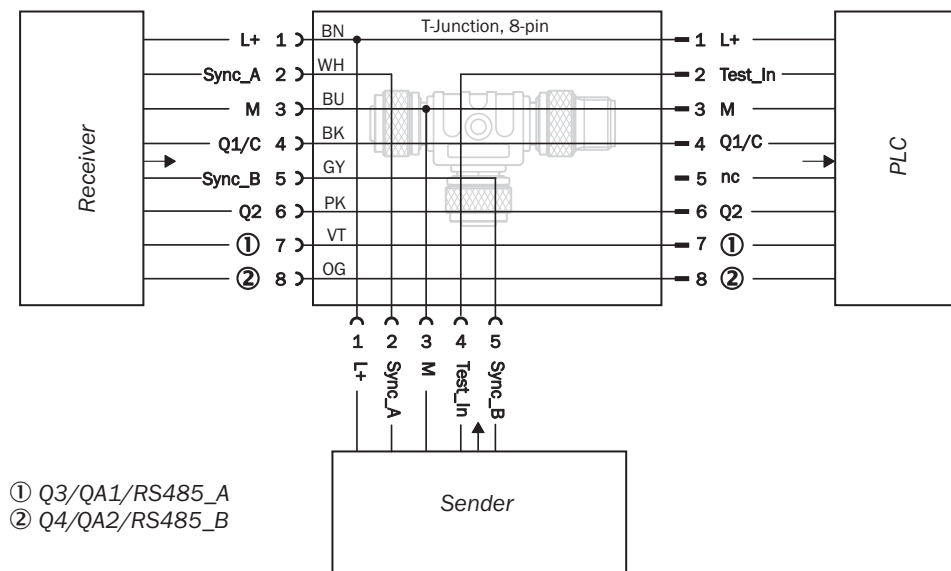 T-Junction, 8-pin
L+ 1 BN 1 L+
Sync_A 2 WH 2 Test_In
M 3 BU 3 M
Q1/C 4 BK 4 Q1/C
Sync_B 5 GY 5 nc
Q2 6 PK 6 Q2
① 7 VT 7 ①
② 8 OG 8 ②
Receiver
PLC
1 2 3 4 5
L+ Sync_A M Test_In Sync_B
Sender
① Q3/QA1/RS485_A
② Q4/QA2/RS485_B